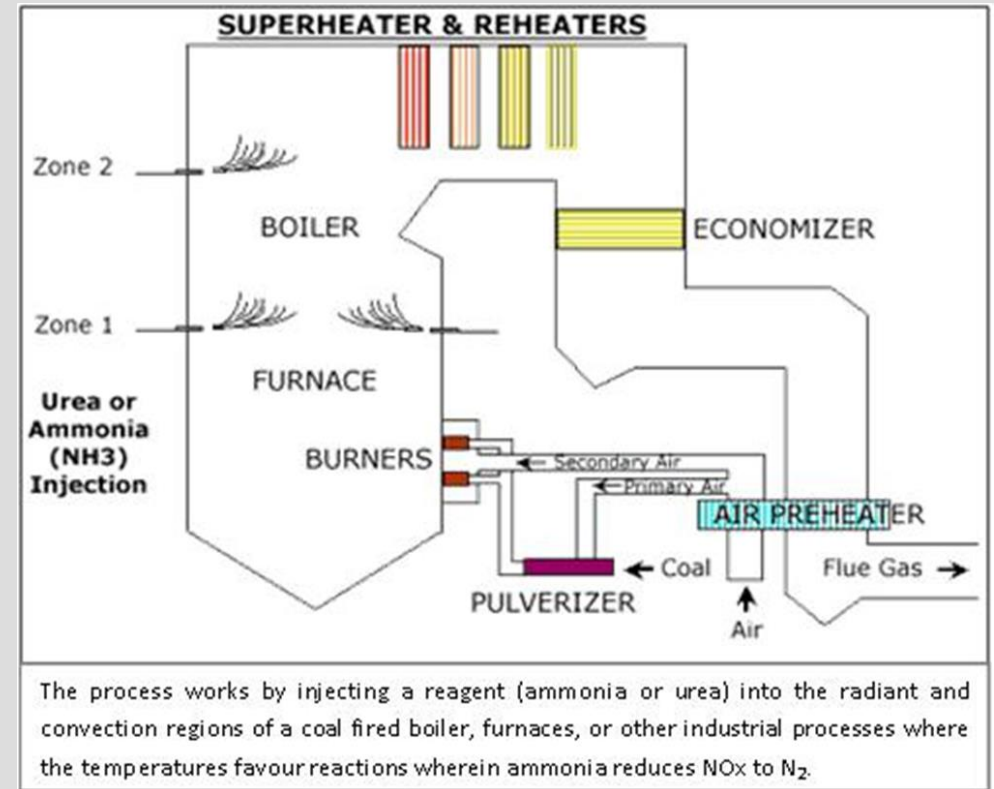 SUPERHEATER & REHEATERS
Zone 2
BOILER
ECONOMIZER
Zone 1
FURNACE
Urea or
Ammonia
(NH3)
Injection
BURNERS
Secondary Air
Primary Air
AIR PREHEATER
Coal
Flue Gas
PULVERIZER
Air
The process works by injecting a reagent (ammonia or urea) into the radiant and
convection regions of a coal fired boiler, furnaces, or other industrial processes where
the temperatures favour reactions wherein ammonia reduces NOx to N₂.